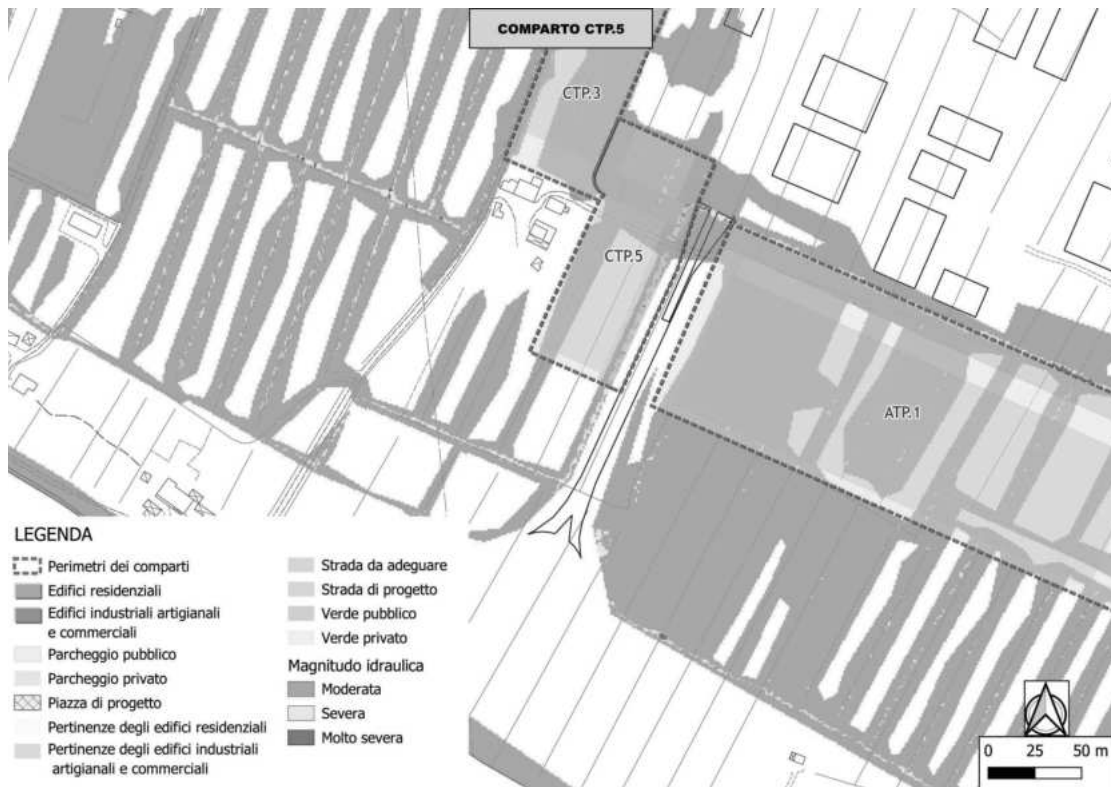 COMPARTO CTP.5
CTP.3
CTP.5
ATP.1
LEGENDA
Perimetri dei comparti
Edifici residenziali
Edifici industriali artigianali
e commerciali
Parcheggio pubblico
Parcheggio privato
Piazza di progetto
Pertinenze degli edifici residenziali
Pertinenze degli edifici industriali
artigianali e commerciali
Strada da adeguare
Strada di progetto
Verde pubblico
Verde privato
Magnitudo idraulica
Moderata
Severa
Molto severa
0 25 50 m